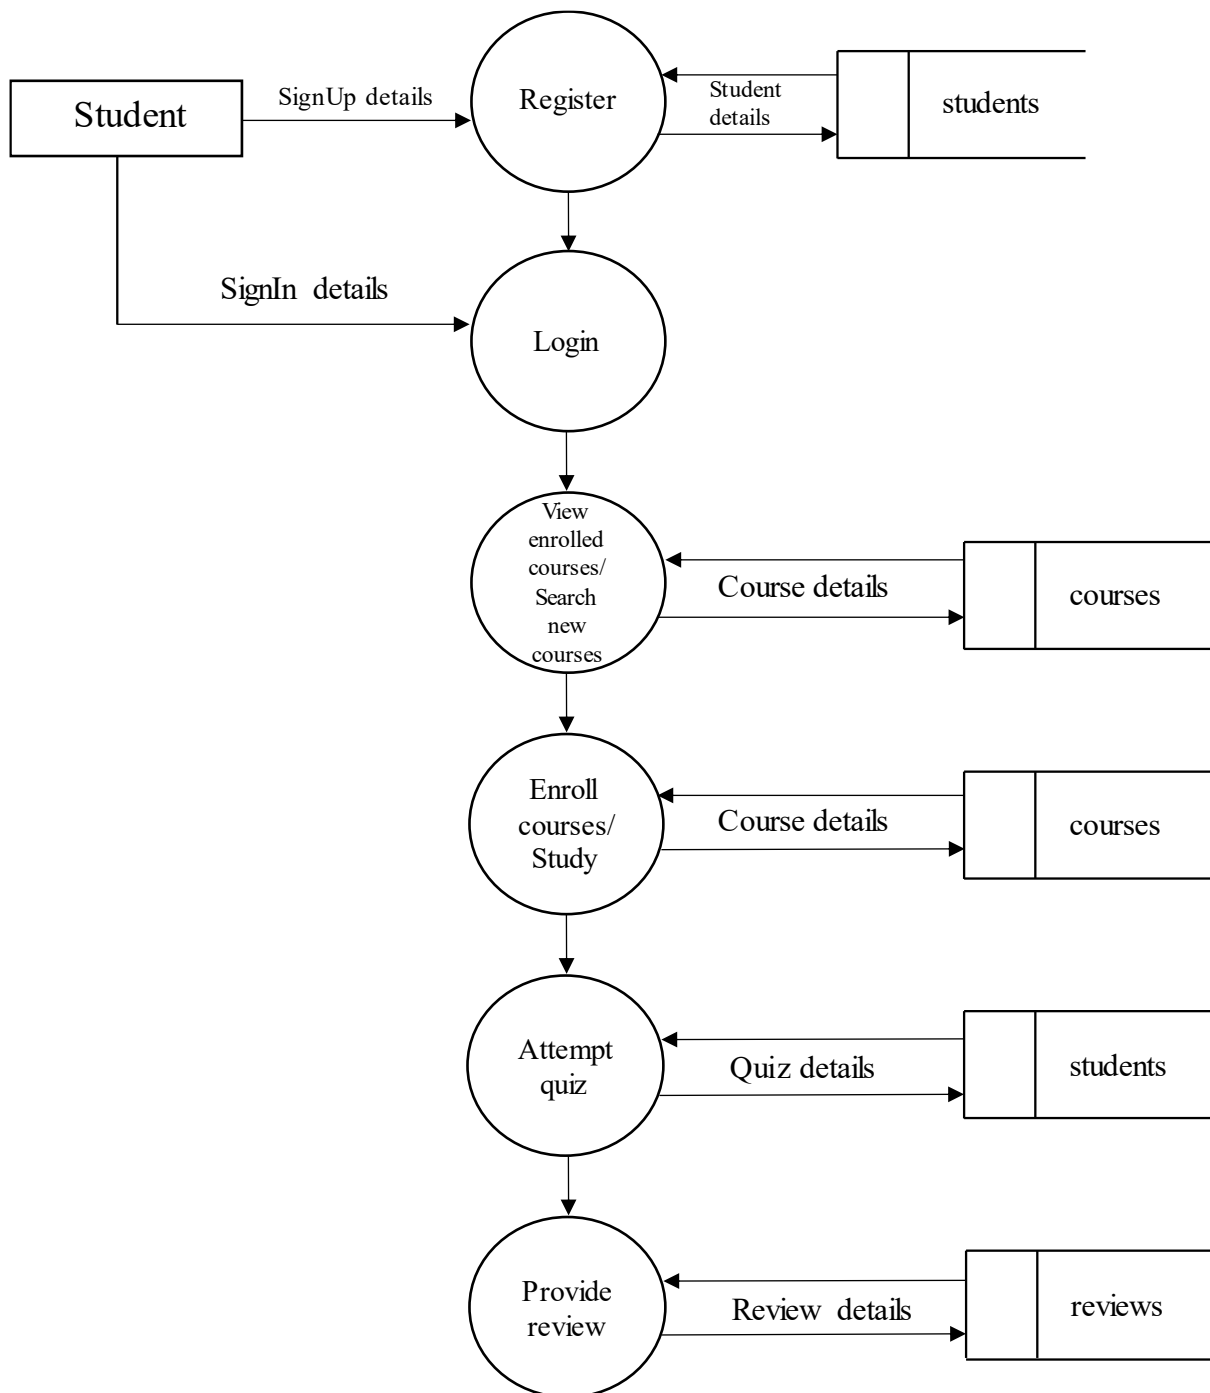 Student
SignUp details
Register
Student
details
students
SignIn details
Login
View
enrolled
courses/
Search
new
courses
Course details
courses
Enroll
courses/
Study
Course details
courses
Attempt
quiz
Quiz details
students
Provide
review
Review details
reviews